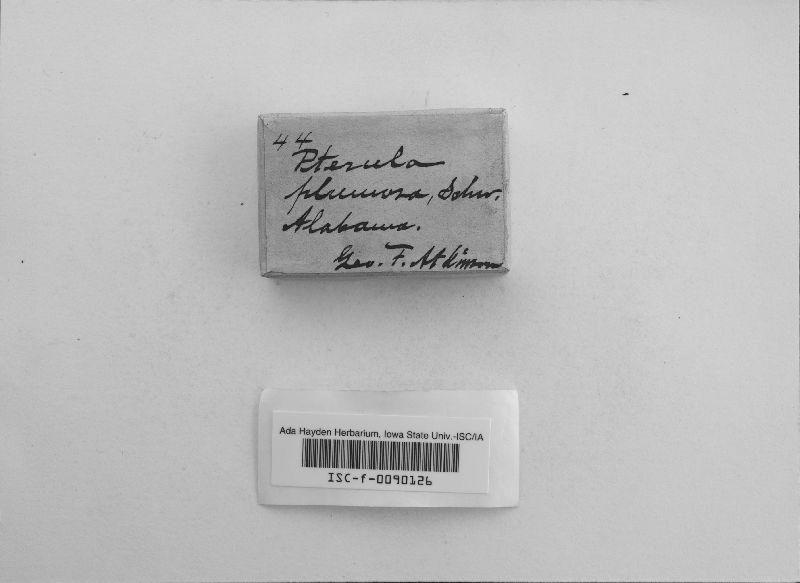 44
Pterula
plumosa, Schw.
Alabama.
Geo. F. Atkinson
Ada Hayden Herbarium, Iowa State Univ.-ISC/IA
ISC-f-0090126